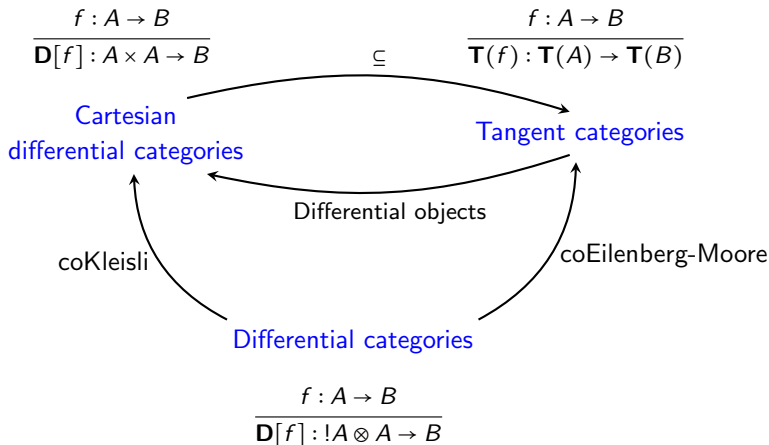 f : A → B
D[f] : A × A → B
f : A → B
T(f) : T(A) → T(B)
⊆
Cartesian
differential categories
Tangent categories
Differential objects
coKleisli
coEilenberg-Moore
Differential categories
f : A → B
D[f] : !A ⊗ A → B